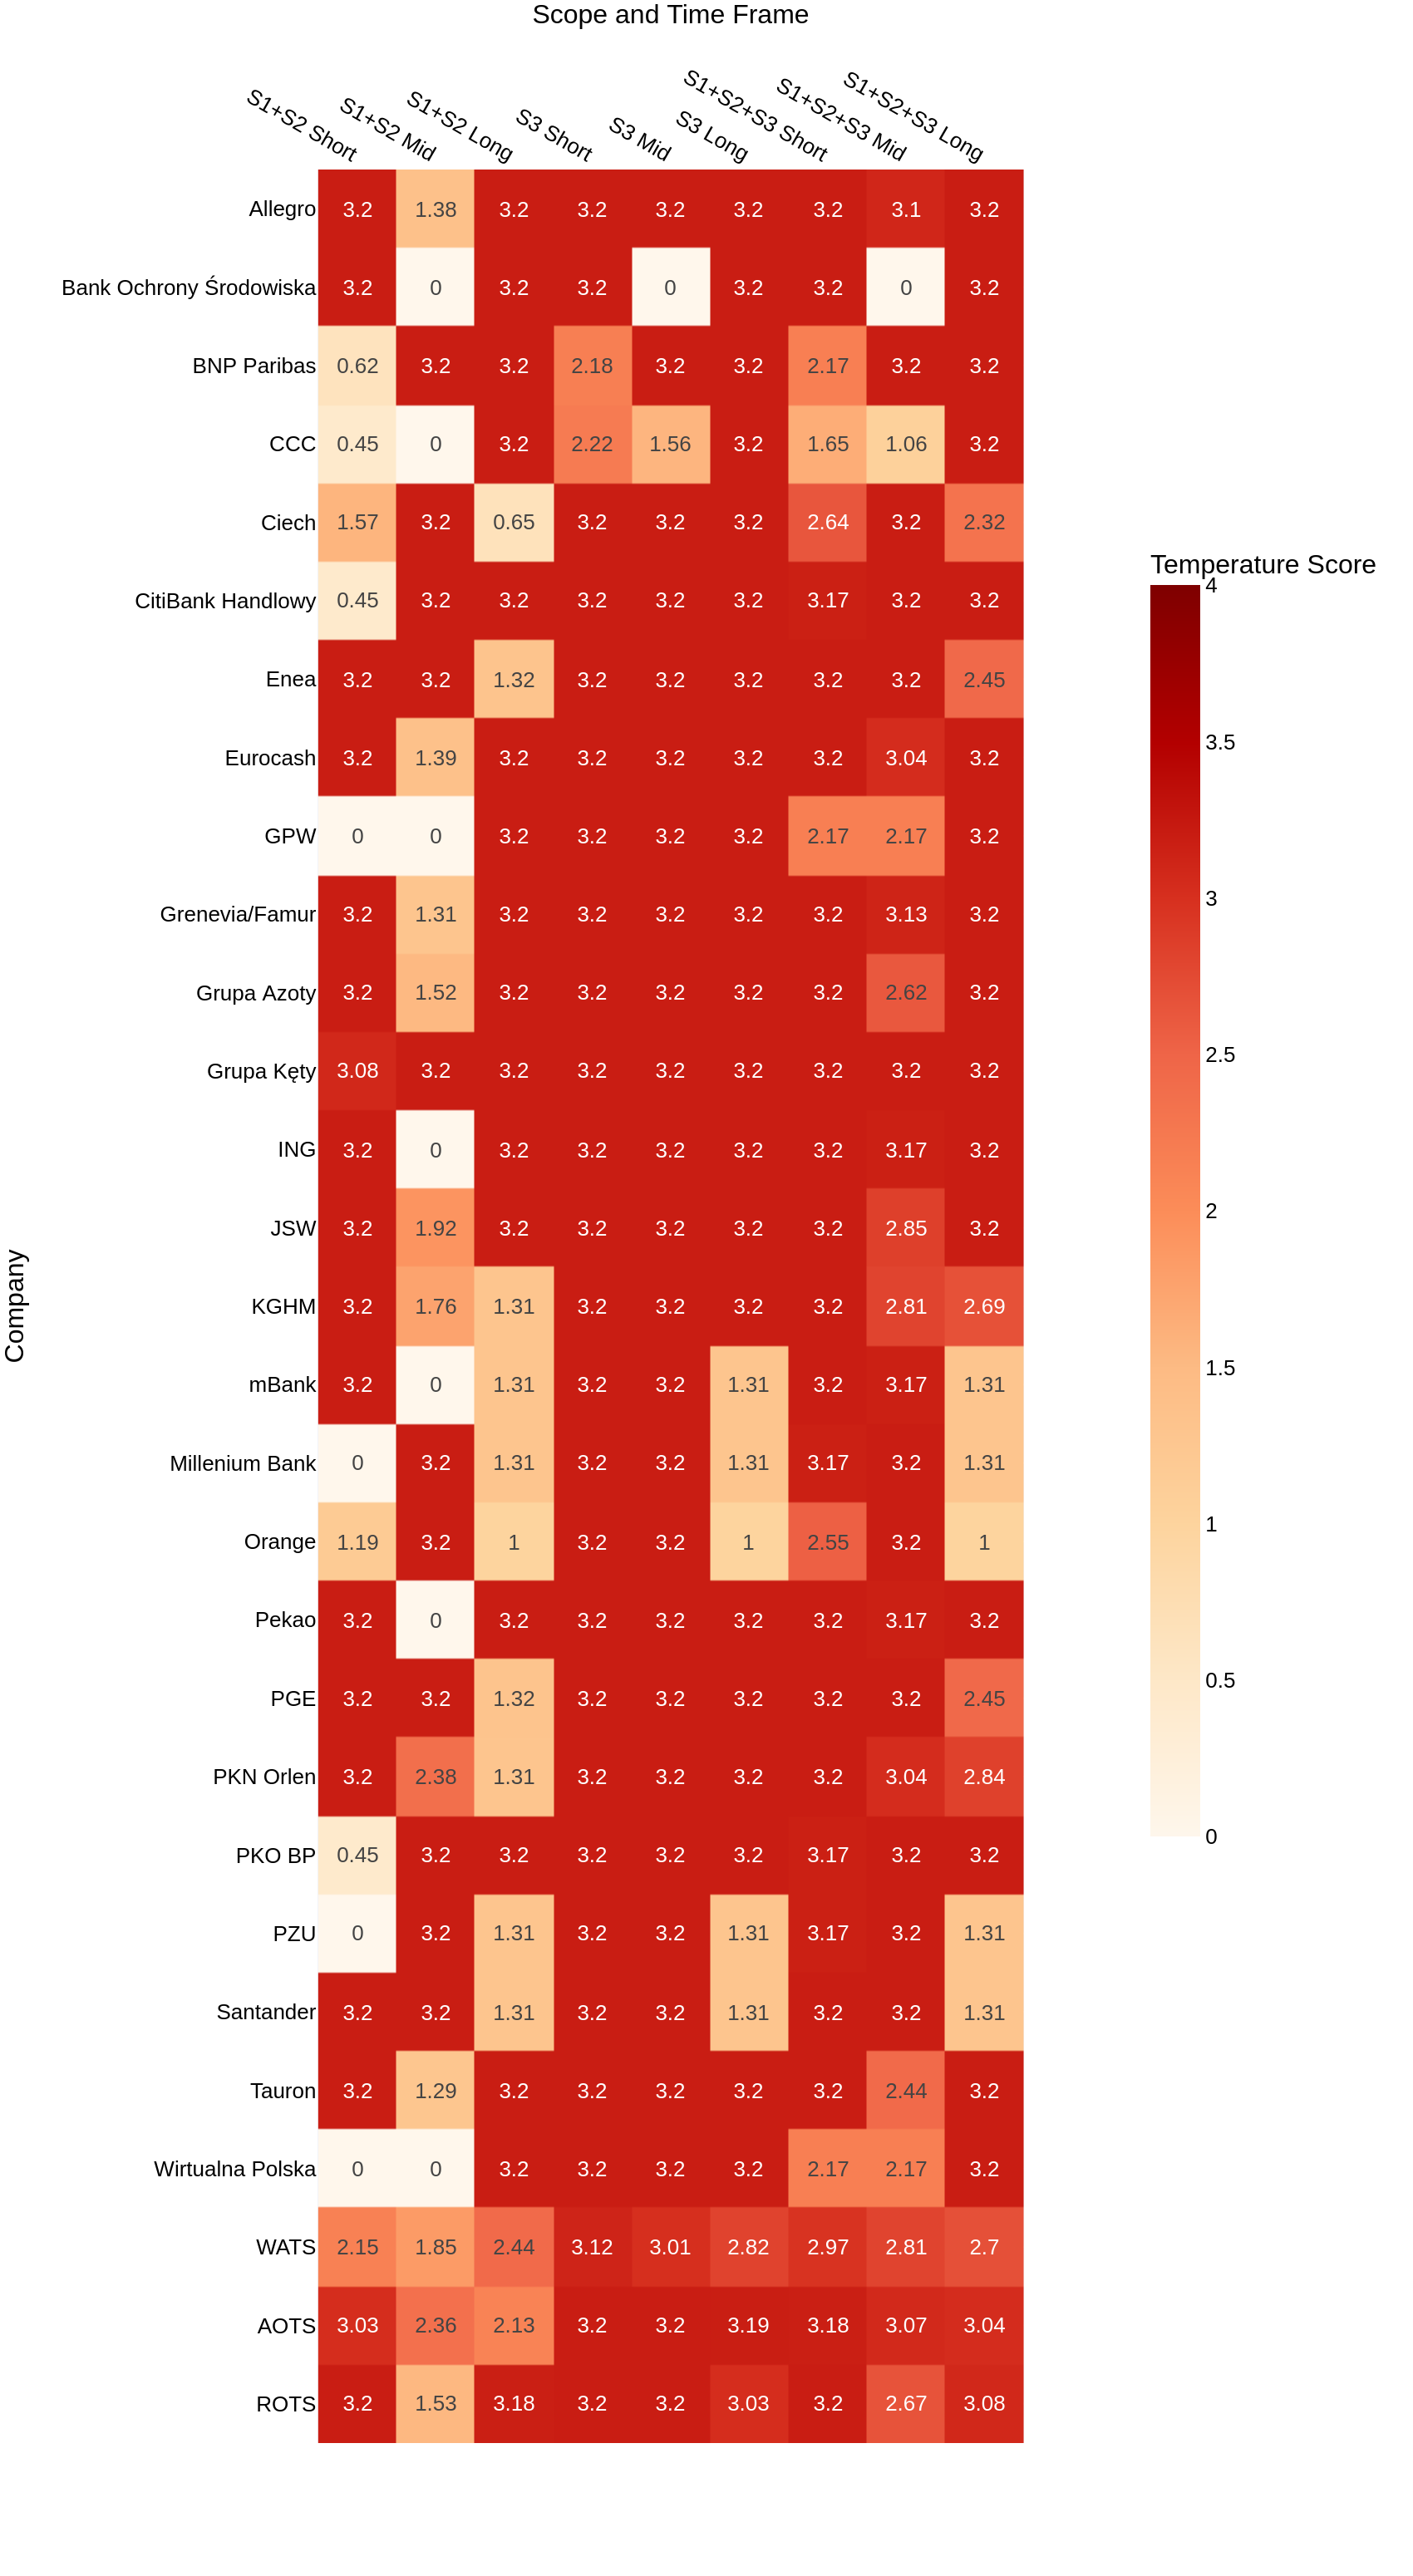 Scope and Time Frame
S1+S2 Short S1+S2 Mid S1+S2 Long S3 Short S3 Mid S3 Long S1+S2+S3 Short S1+S2+S3 Mid S1+S2+S3 Long
Allegro 3.2 1.38 3.2 3.2 3.2 3.2 3.2 3.1 3.2
Bank Ochrony Środowiska 3.2 0 3.2 3.2 0 3.2 3.2 0 3.2
BNP Paribas 0.62 3.2 3.2 2.18 3.2 3.2 2.17 3.2 3.2
CCC 0.45 0 3.2 2.22 1.56 3.2 1.65 1.06 3.2
Ciech 1.57 3.2 0.65 3.2 3.2 3.2 2.64 3.2 2.32
CitiBank Handlowy 0.45 3.2 3.2 3.2 3.2 3.2 3.17 3.2 3.2
Enea 3.2 3.2 1.32 3.2 3.2 3.2 3.2 3.2 2.45
Eurocash 3.2 1.39 3.2 3.2 3.2 3.2 3.2 3.04 3.2
GPW 0 0 3.2 3.2 3.2 3.2 2.17 2.17 3.2
Grenevia/Famur 3.2 1.31 3.2 3.2 3.2 3.2 3.2 3.13 3.2
Grupa Azoty 3.2 1.52 3.2 3.2 3.2 3.2 3.2 2.62 3.2
Grupa Kęty 3.08 3.2 3.2 3.2 3.2 3.2 3.2 3.2 3.2
ING 3.2 0 3.2 3.2 3.2 3.2 3.2 3.17 3.2
JSW 3.2 1.92 3.2 3.2 3.2 3.2 3.2 2.85 3.2
KGHM 3.2 1.76 1.31 3.2 3.2 3.2 3.2 2.81 2.69
mBank 3.2 0 1.31 3.2 3.2 1.31 3.2 3.17 1.31
Millenium Bank 0 3.2 1.31 3.2 3.2 1.31 3.17 3.2 1.31
Orange 1.19 3.2 1 3.2 3.2 1 2.55 3.2 1
Pekao 3.2 0 3.2 3.2 3.2 3.2 3.2 3.17 3.2
PGE 3.2 3.2 1.32 3.2 3.2 3.2 3.2 3.2 2.45
PKN Orlen 3.2 2.38 1.31 3.2 3.2 3.2 3.2 3.04 2.84
PKO BP 0.45 3.2 3.2 3.2 3.2 3.2 3.17 3.2 3.2
PZU 0 3.2 1.31 3.2 3.2 1.31 3.17 3.2 1.31
Santander 3.2 3.2 1.31 3.2 3.2 1.31 3.2 3.2 1.31
Tauron 3.2 1.29 3.2 3.2 3.2 3.2 3.2 2.44 3.2
Wirtualna Polska 0 0 3.2 3.2 3.2 3.2 2.17 2.17 3.2
WATS 2.15 1.85 2.44 3.12 3.01 2.82 2.97 2.81 2.7
AOTS 3.03 2.36 2.13 3.2 3.2 3.19 3.18 3.07 3.04
ROTS 3.2 1.53 3.18 3.2 3.2 3.03 3.2 2.67 3.08
Company
Temperature Score
4
3.5
3
2.5
2
1.5
1
0.5
0